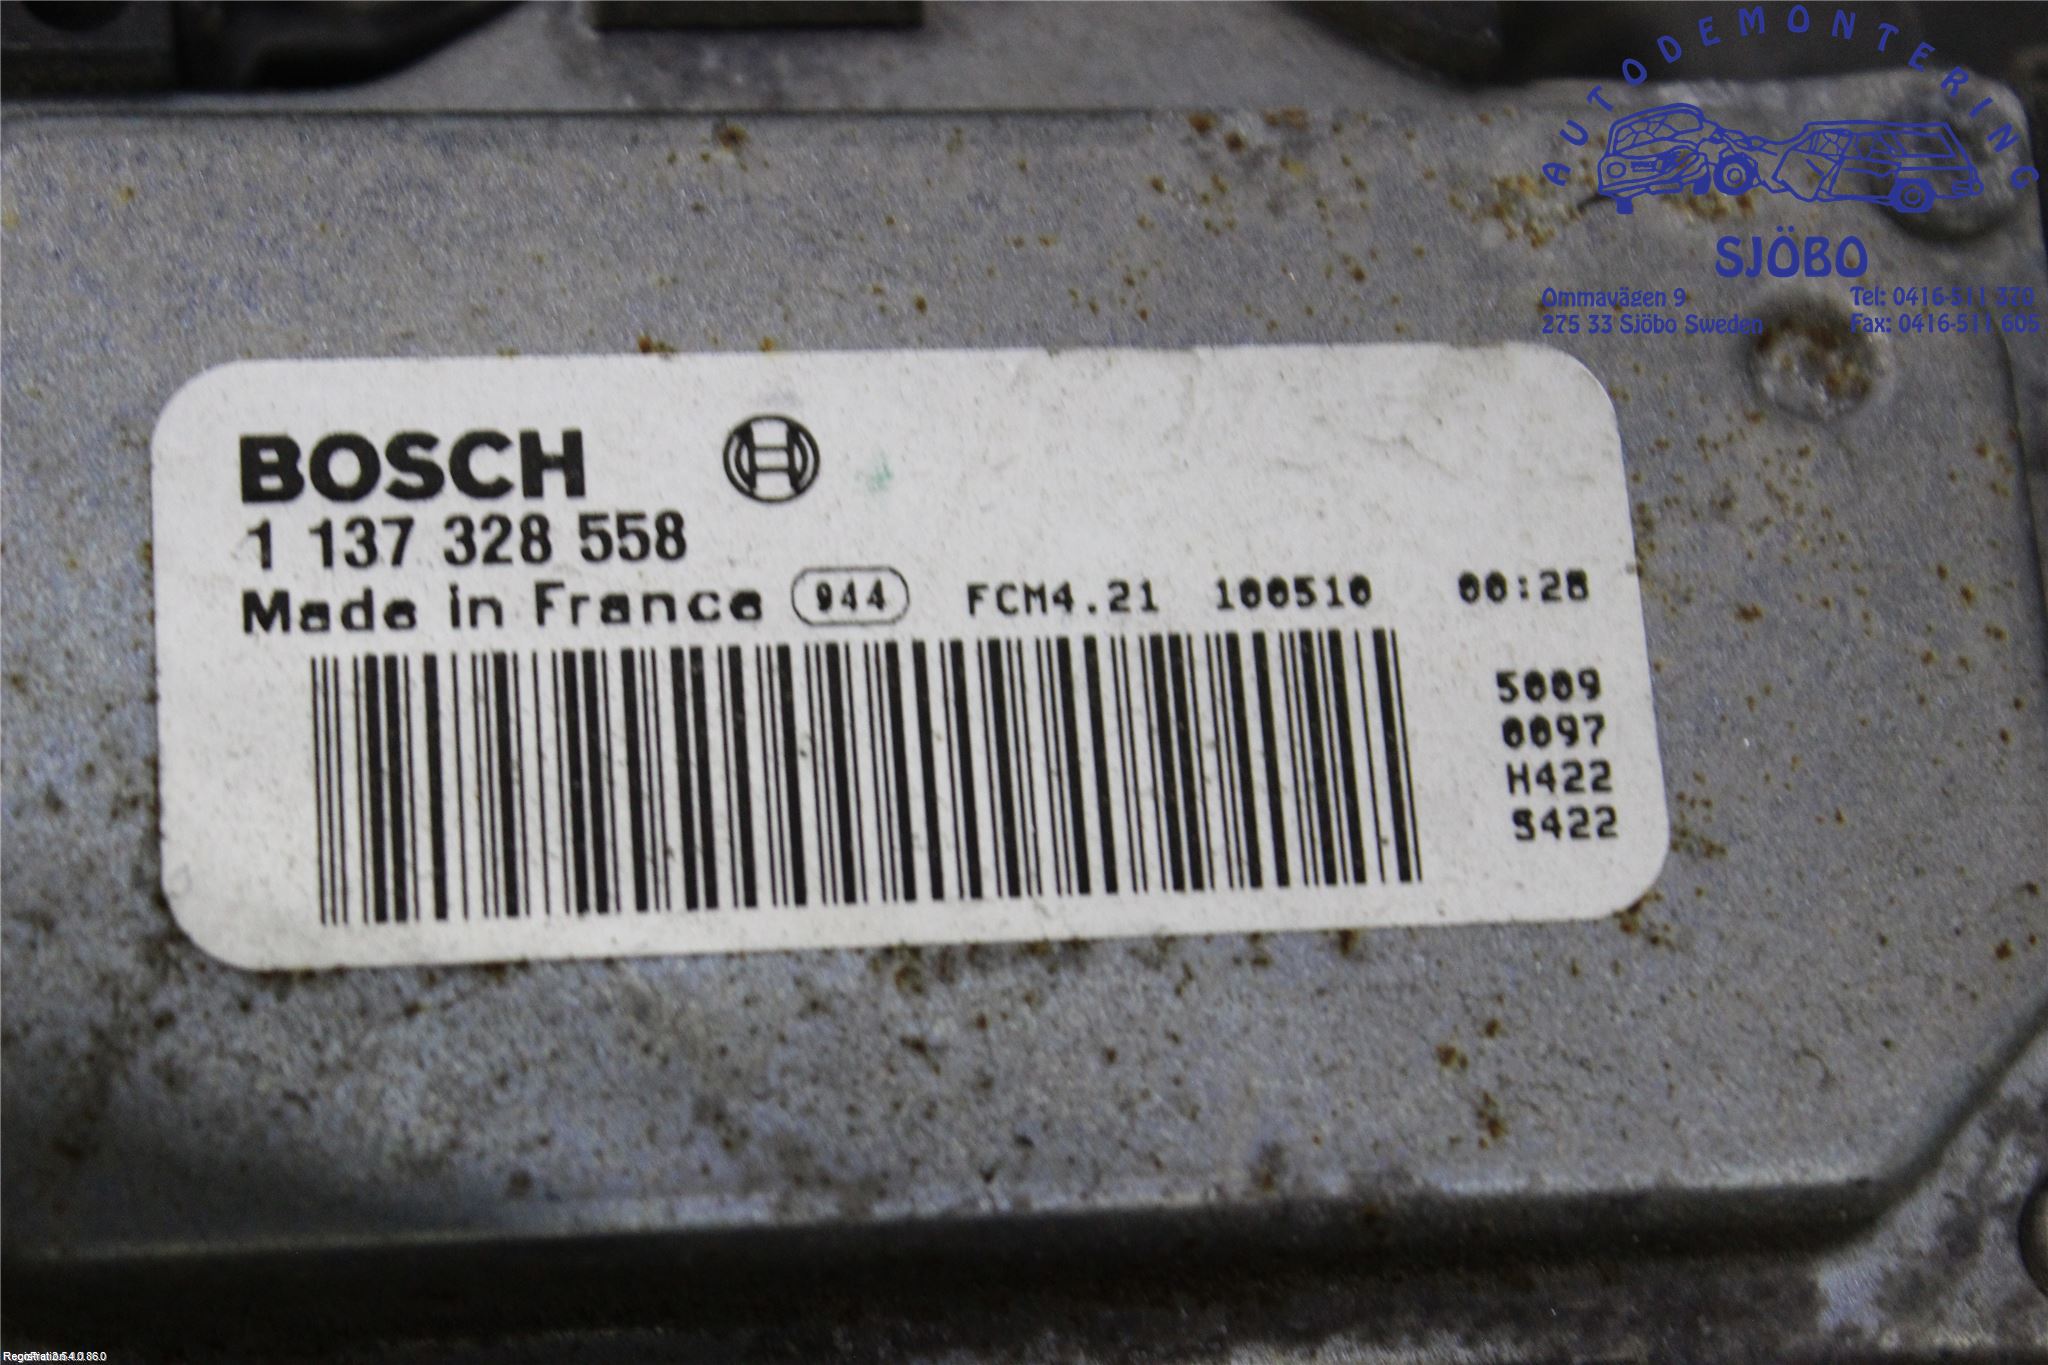 AUTODEMONTERING
SJÖBO
Ommavägen 9 Tel: 0416-511 370
275 33 Sjöbo Sweden Fax: 0416-511 605
BOSCH
1 137 328 558
Made in France 944 FCM4.21 100510 00:28
5009
0097
H422
S422